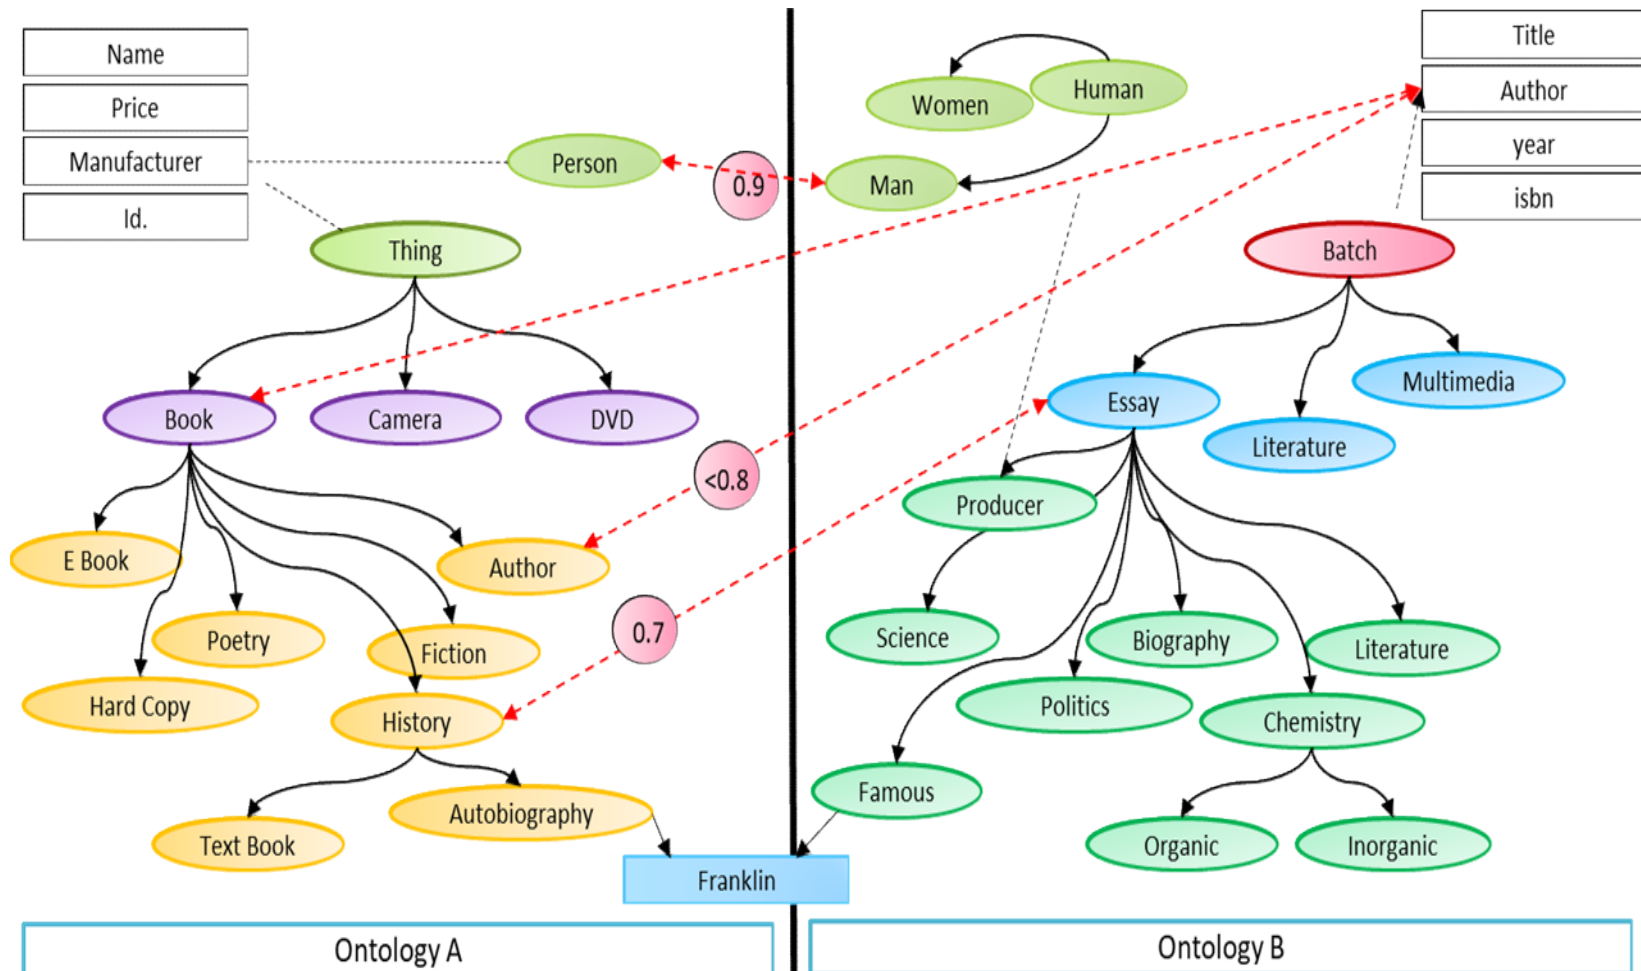 Name
Price
Manufacturer
Id.
Person
0.9
Thing
Book
Camera
DVD
<0.8
E Book
Author
Poetry
Fiction
0.7
Hard Copy
History
Autobiography
Text Book
Franklin
Ontology A
Women
Human
Man
Title
Author
year
isbn
Batch
Essay
Multimedia
Literature
Producer
Science
Biography
Literature
Politics
Chemistry
Famous
Organic
Inorganic
Ontology B